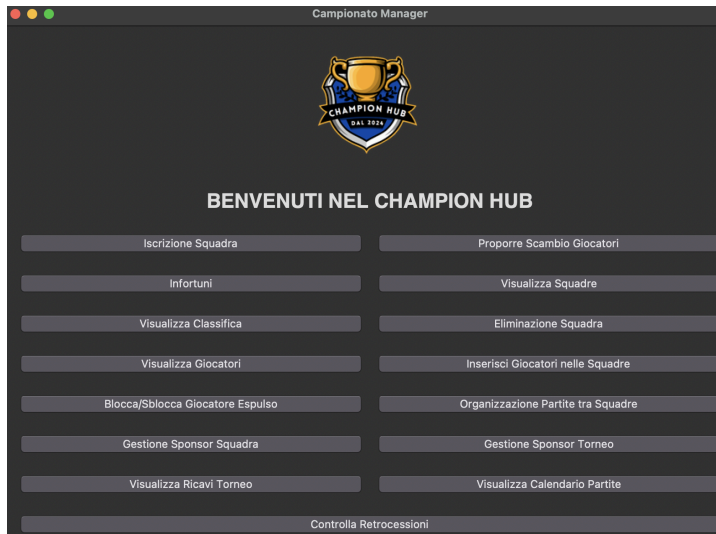 Campionato Manager
CHAMPION HUB
DAL 2024
BENVENUTI NEL CHAMPION HUB
Iscrizione Squadra
Proporre Scambio Giocatori
Infortuni
Visualizza Squadre
Visualizza Classifica
Eliminazione Squadra
Visualizza Giocatori
Inserisci Giocatori nelle Squadre
Blocca/Sblocca Giocatore Espulso
Organizzazione Partite tra Squadre
Gestione Sponsor Squadra
Gestione Sponsor Torneo
Visualizza Ricavi Torneo
Visualizza Calendario Partite
Controlla Retrocessioni